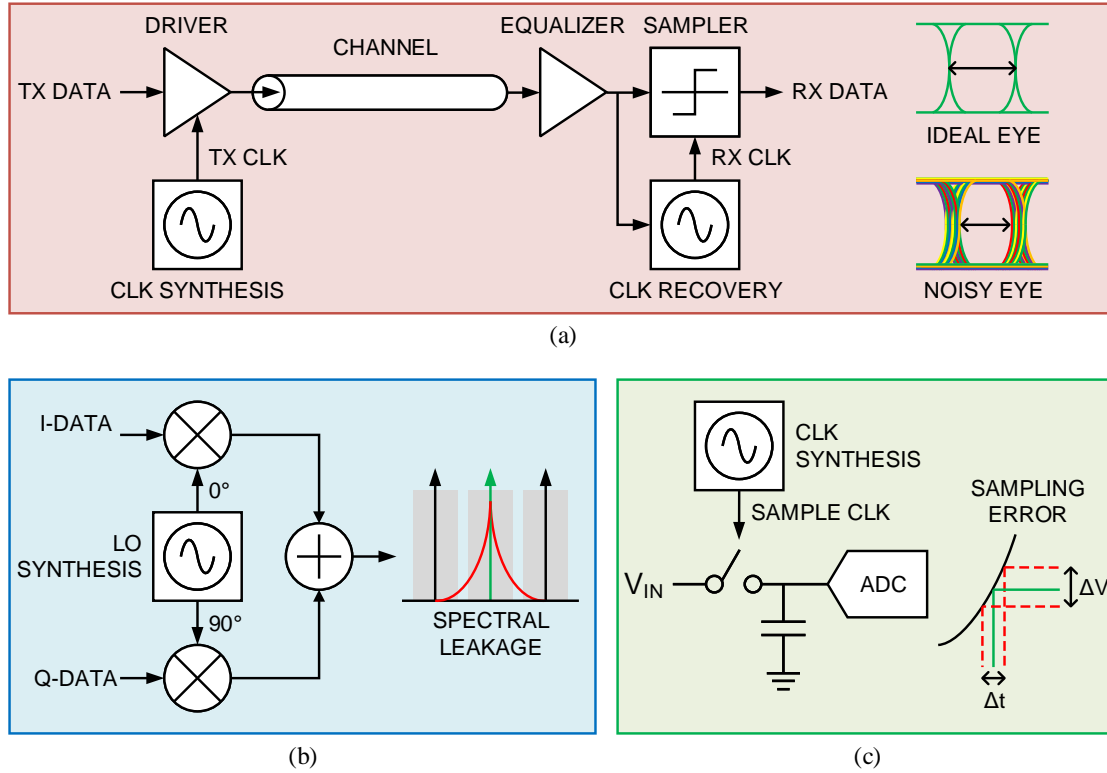 DRIVER
CHANNEL
EQUALIZER
SAMPLER
TX DATA
RX DATA
IDEAL EYE
TX CLK
RX CLK
CLK SYNTHESIS
CLK RECOVERY
NOISY EYE
(a)
I-DATA
0°
LO
SYNTHESIS
90°
Q-DATA
SPECTRAL
LEAKAGE
(b)
CLK
SYNTHESIS
SAMPLE CLK
SAMPLING
ERROR
VIN
ADC
ΔV
Δt
(c)